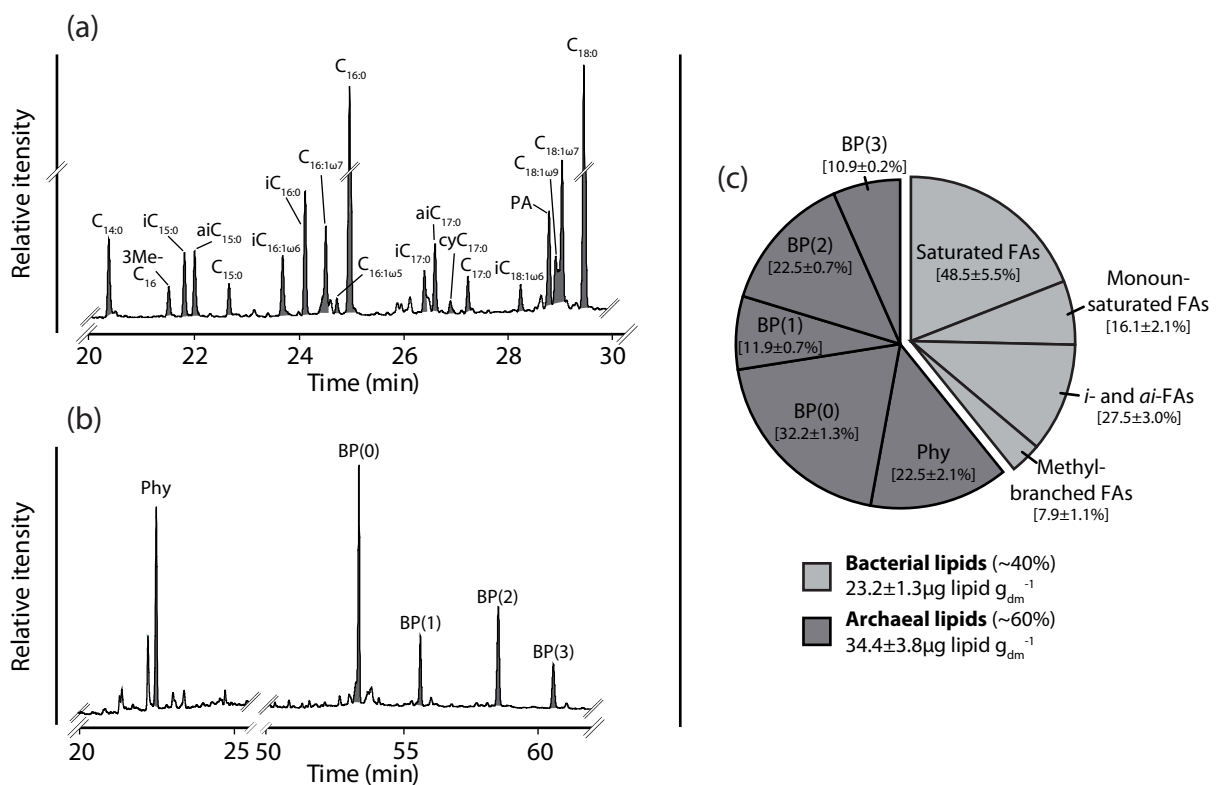 (a)
Relative itensity
C14:0
3Me-
C16
iC15:0
aiC15:0
C15:0
iC16:1ω6
iC16:0
C16:1ω7
C16:0
C16:1ω5
iC17:0
aiC17:0
cyC17:0
C17:0
iC18:1ω6
PA
C18:1ω9
C18:1ω7
C18:0
20 22 24 26 28 30
Time (min)
(b)
Relative itensity
Phy
BP(0)
BP(1)
BP(2)
BP(3)
20 25 50 55 60
Time (min)
(c)
BP(3)
[10.9±0.2%]
BP(2)
[22.5±0.7%]
BP(1)
[11.9±0.7%]
BP(0)
[32.2±1.3%]
Phy
[22.5±2.1%]
Saturated FAs
[48.5±5.5%]
Monoun-
saturated FAs
[16.1±2.1%]
i- and ai-FAs
[27.5±3.0%]
Methyl-
branched FAs
[7.9±1.1%]
Bacterial lipids (~40%)
23.2±1.3µg lipid gdm-1
Archaeal lipids (~60%)
34.4±3.8µg lipid gdm-1